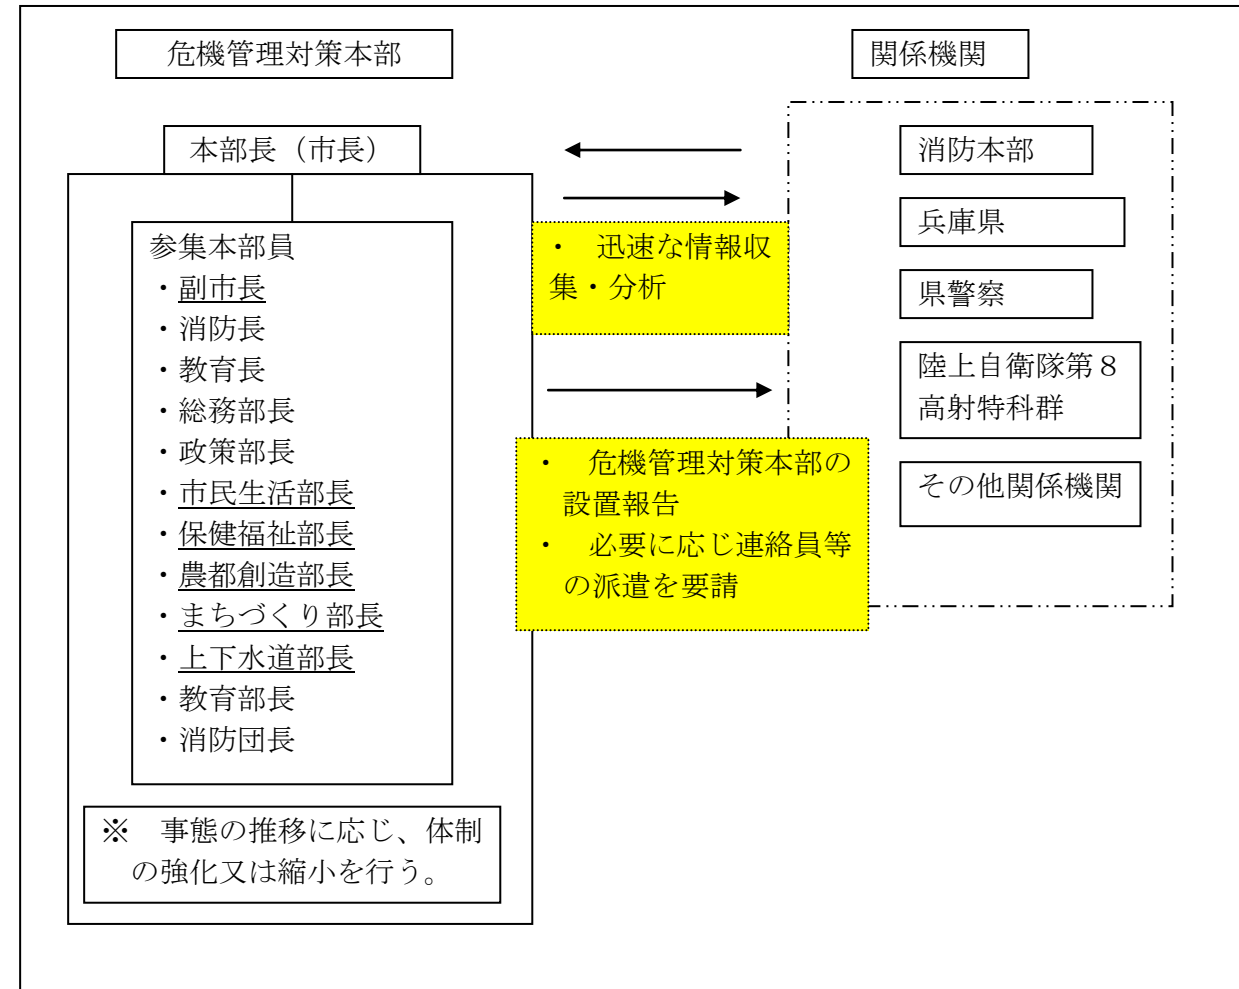 危機管理対策本部
本部長（市長）
参集本部員
・副市長
・消防長
・教育長
・総務部長
・政策部長
・市民生活部長
・保健福祉部長
・農都創造部長
・まちづくり部長
・上下水道部長
・教育部長
・消防団長
※　事態の推移に応じ、体制
の強化又は縮小を行う。
・　迅速な情報収
集・分析
・　危機管理対策本部の
設置報告
・　必要に応じ連絡員等
の派遣を要請
関係機関
消防本部
兵庫県
県警察
陸上自衛隊第８
高射特科群
その他関係機関